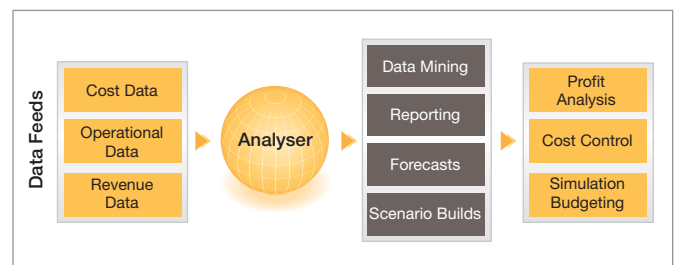 Data Feeds
Cost Data
Operational
Data
Revenue
Data
Analyser
Data Mining
Reporting
Forecasts
Scenario Builds
Profit
Analysis
Cost Control
Simulation
Budgeting